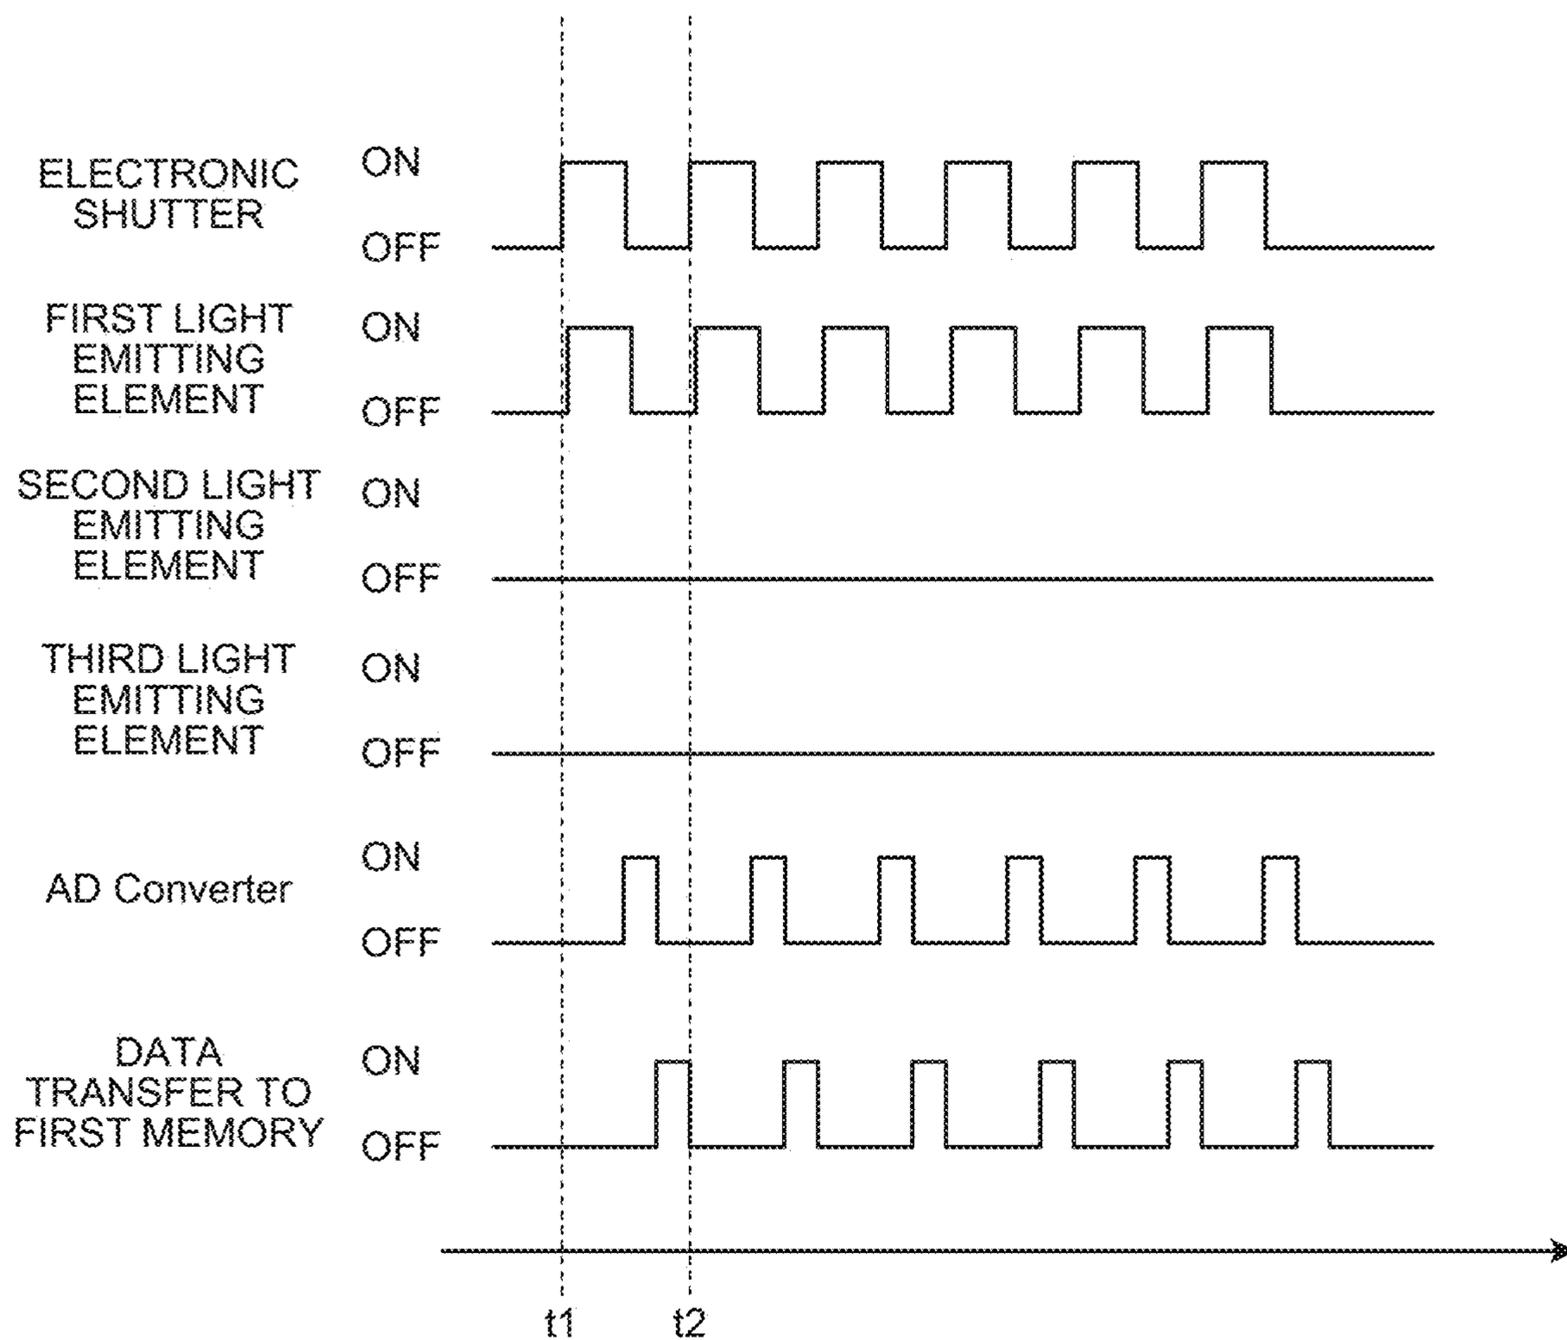 ELECTRONIC
SHUTTER
ON
OFF
FIRST LIGHT
EMITTING
ELEMENT
ON
OFF
SECOND LIGHT
EMITTING
ELEMENT
ON
OFF
THIRD LIGHT
EMITTING
ELEMENT
ON
OFF
AD Converter
ON
OFF
DATA
TRANSFER TO
FIRST MEMORY
ON
OFF
t1
t2